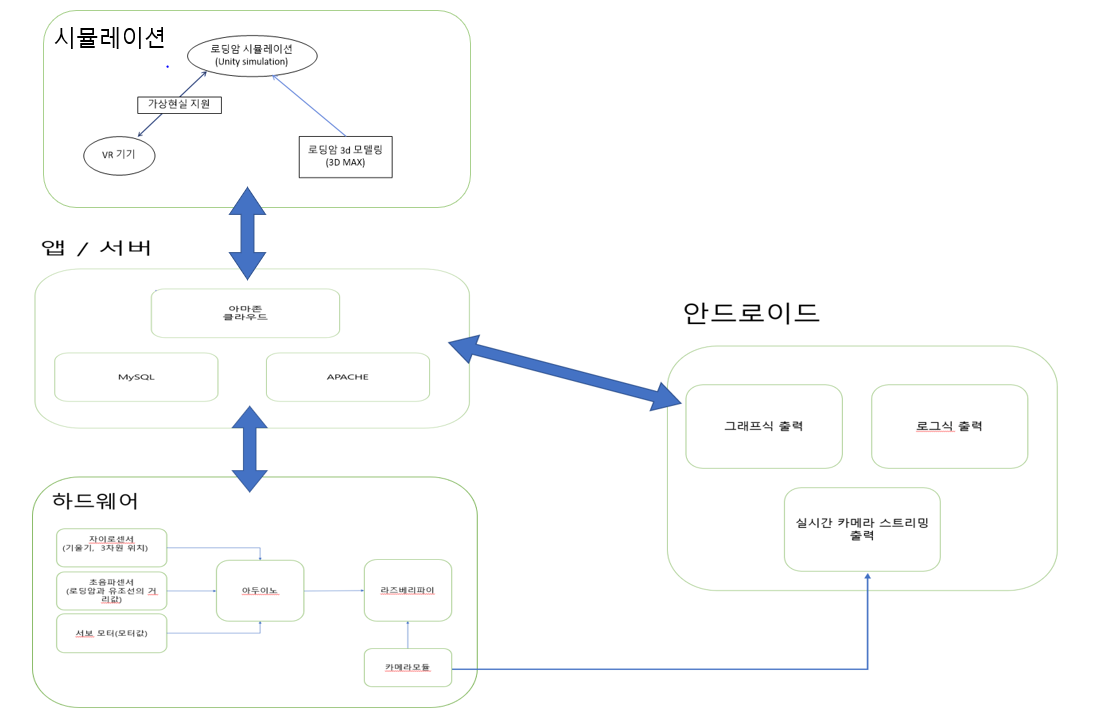 시뮬레이션
로딩암 시뮬레이션
(Unity simulation)
가상현실 지원
VR 기기
로딩암 3d 모델링
(3D MAX)
앱 / 서버
아마존
클라우드
MySQL
APACHE
안드로이드
그래프식 출력
로그식 출력
실시간 카메라 스트리밍
출력
하드웨어
자이로센서
(기울기, 3차원 위치)
초음파센서
(로딩암과 유조선의 거
리값)
서보 모터(모터값)
아두이노
라즈베리파이
카메라모듈